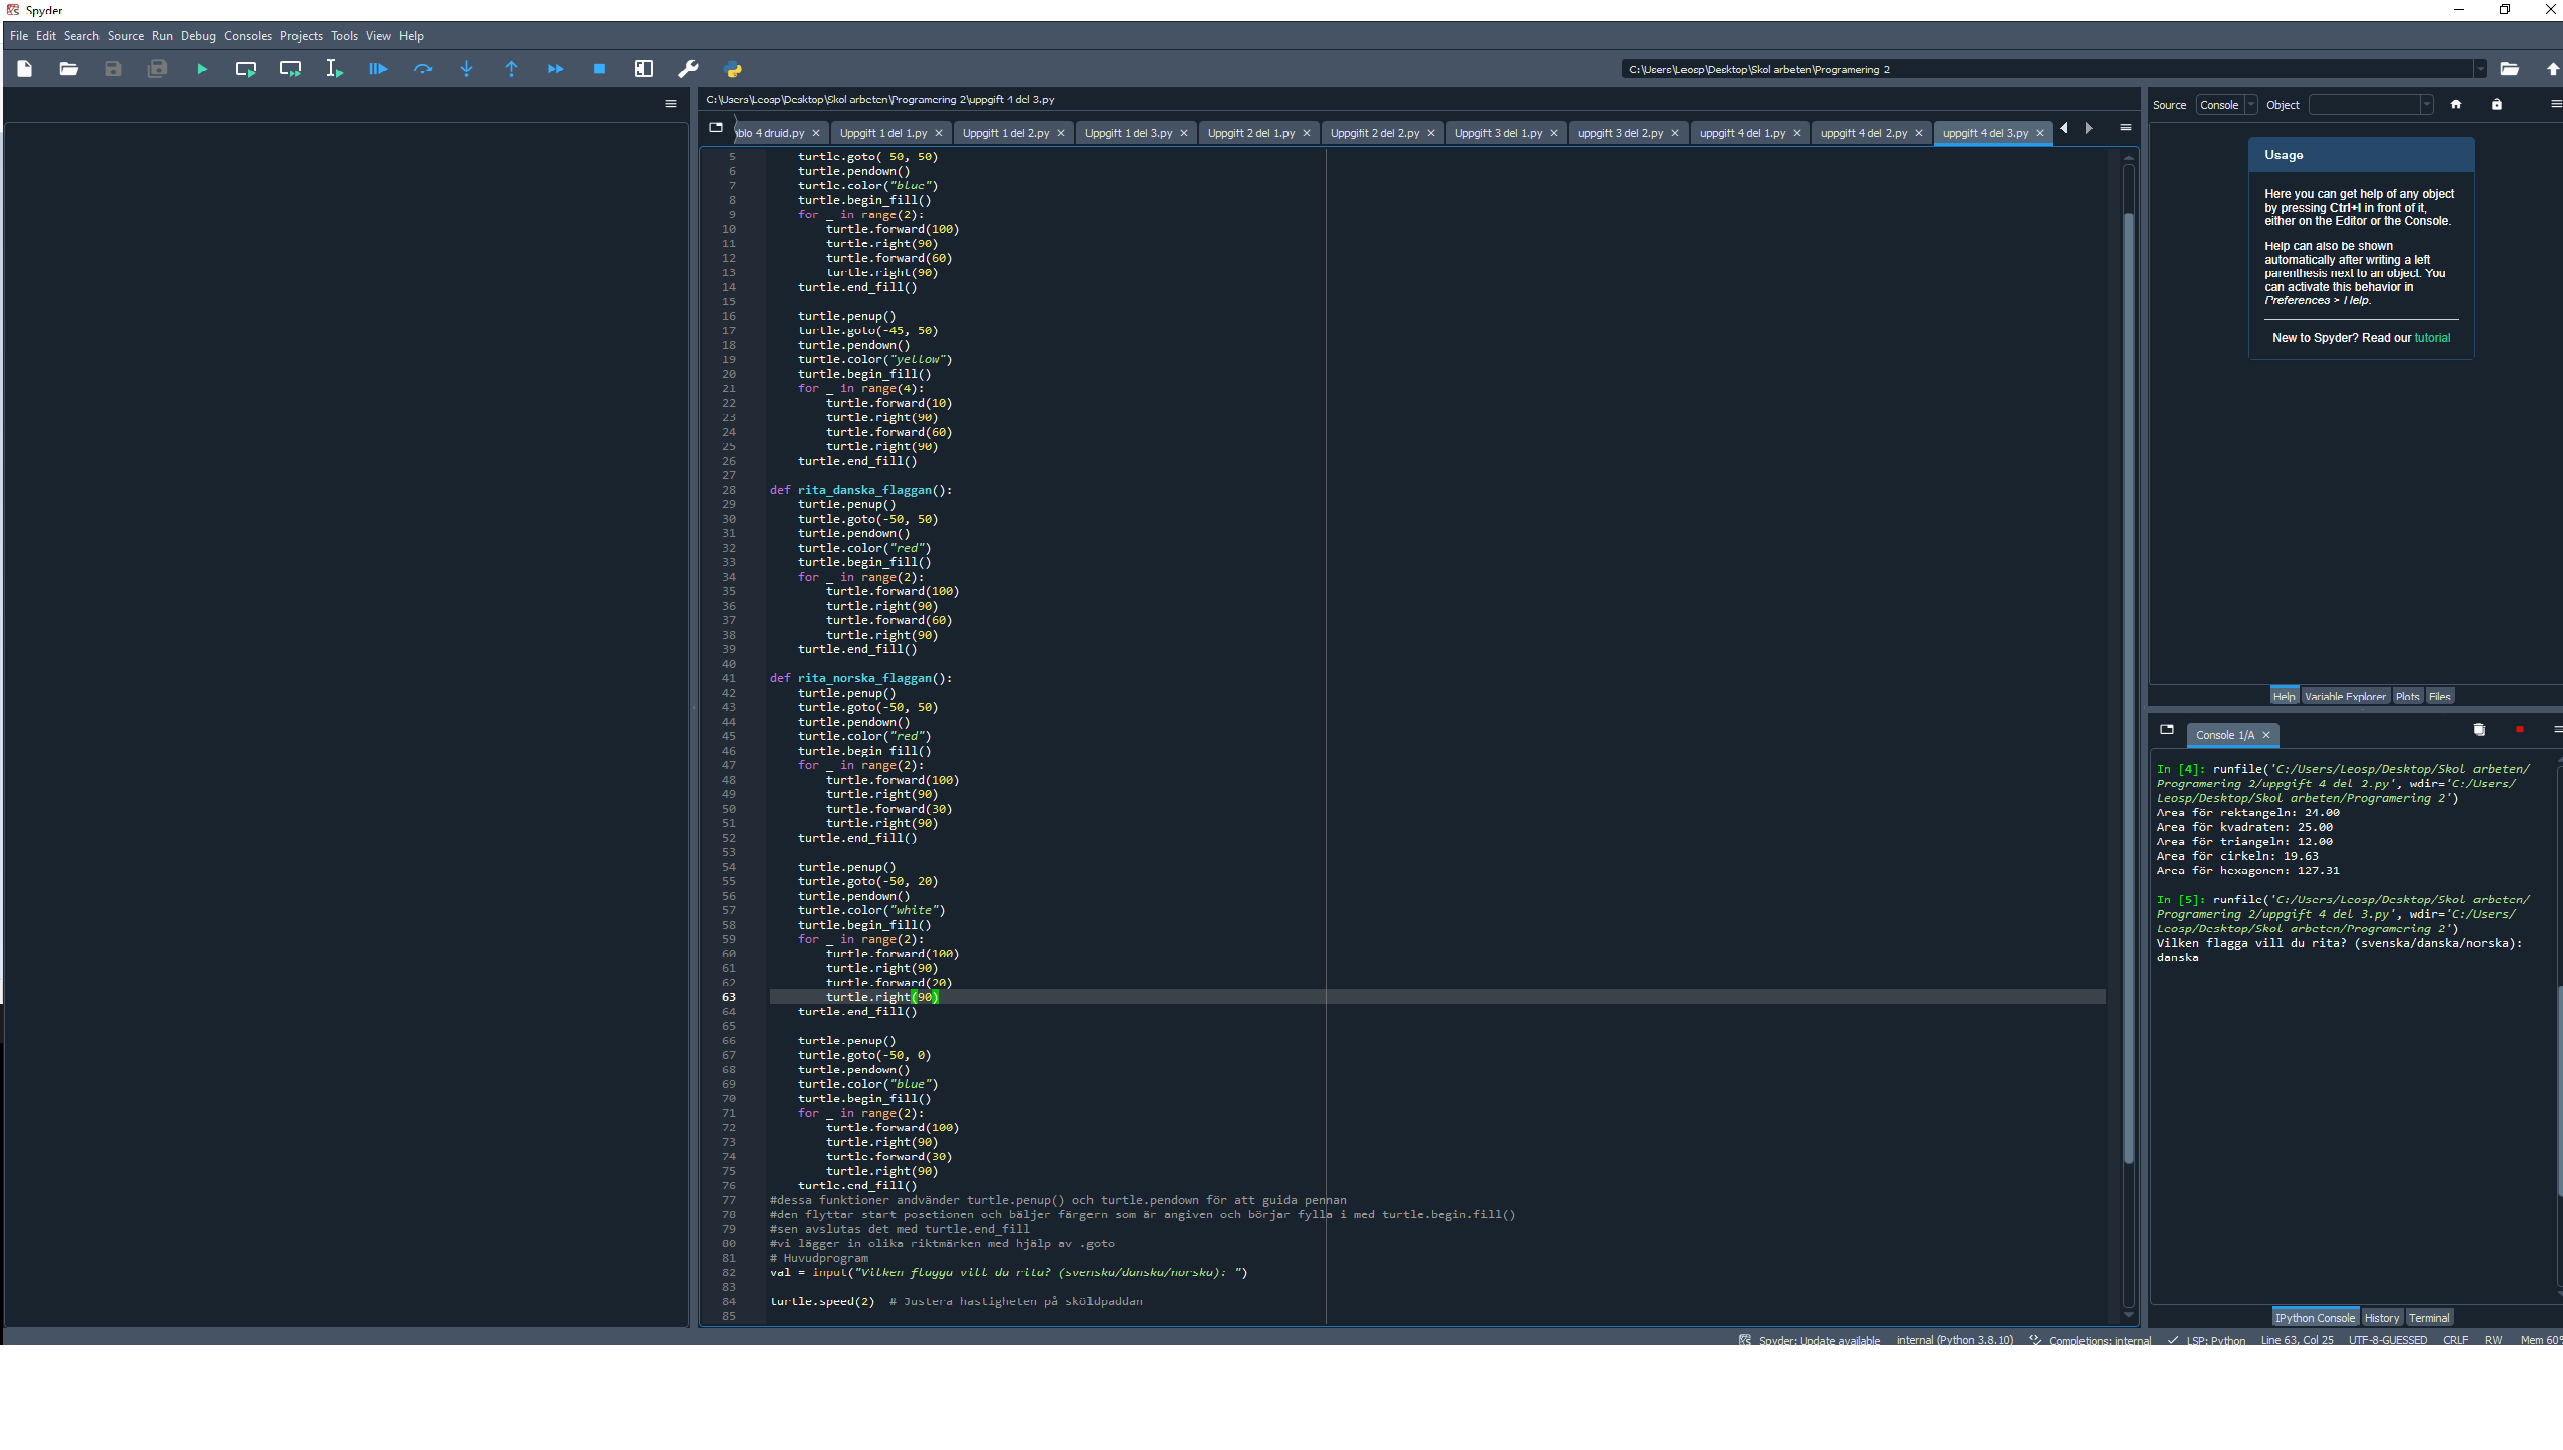 Spyder
File Edit Search Source Run Debug Consoles Projects Tools View Help
C:\Users\Leosp\Desktop\Skol arbeten\Programering 2
C:\Users\Leosp\Desktop\Skol arbeten\Programering 2\uppgift 4 del 3.py
blo 4 druid.py Uppgift 1 del 1.py Uppgift 1 del 2.py Uppgift 1 del 3.py Uppgift 2 del 1.py Uppgifit 2 del 2.py Uppgift 3 del 1.py uppgift 3 del 2.py uppgift 4 del 1.py uppgift 4 del 2.py uppgift 4 del 3.py
5 turtle.goto(-50, 50)
6 turtle.pendown()
7 turtle.color("blue")
8 turtle.begin_fill()
9 for _ in range(2):
10 turtle.forward(100)
11 turtle.right(90)
12 turtle.forward(60)
13 turtle.right(90)
14 turtle.end_fill()
15
16 turtle.penup()
17 turtle.goto(-45, 50)
18 turtle.pendown()
19 turtle.color("yellow")
20 turtle.begin_fill()
21 for _ in range(4):
22 turtle.forward(10)
23 turtle.right(90)
24 turtle.forward(60)
25 turtle.right(90)
26 turtle.end_fill()
27
28 def rita_danska_flaggan():
29 turtle.penup()
30 turtle.goto(-50, 50)
31 turtle.pendown()
32 turtle.color("red")
33 turtle.begin_fill()
34 for _ in range(2):
35 turtle.forward(100)
36 turtle.right(90)
37 turtle.forward(60)
38 turtle.right(90)
39 turtle.end_fill()
40
41 def rita_norska_flaggan():
42 turtle.penup()
43 turtle.goto(-50, 50)
44 turtle.pendown()
45 turtle.color("red")
46 turtle.begin_fill()
47 for _ in range(2):
48 turtle.forward(100)
49 turtle.right(90)
50 turtle.forward(30)
51 turtle.right(90)
52 turtle.end_fill()
53
54 turtle.penup()
55 turtle.goto(-50, 20)
56 turtle.pendown()
57 turtle.color("white")
58 turtle.begin_fill()
59 for _ in range(2):
60 turtle.forward(100)
61 turtle.right(90)
62 turtle.forward(20)
63 turtle.right(90)
64 turtle.end_fill()
65
66 turtle.penup()
67 turtle.goto(-50, 0)
68 turtle.pendown()
69 turtle.color("blue")
70 turtle.begin_fill()
71 for _ in range(2):
72 turtle.forward(100)
73 turtle.right(90)
74 turtle.forward(30)
75 turtle.right(90)
76 turtle.end_fill()
77 #dessa funktioner andvänder turtle.penup() och turtle.pendown för att guida pennan
78 #den flyttar start posetionen och bäljer färgern som är angiven och börjar fylla i med turtle.begin.fill()
79 #sen avslutas det med turtle.end_fill
80 #vi lägger in olika riktmärken med hjälp av .goto
81 # Huvudprogram
82 val = input("Vilken flagga vill du rita? (svenska/danska/norska): ")
83
84 turtle.speed(2) # Justera hastigheten på sköldpaddan
85
Source Console Object
Usage
Here you can get help of any object
by pressing Ctrl+I in front of it,
either on the Editor or the Console.
Help can also be shown
automatically after writing a left
parenthesis next to an object. You
can activate this behavior in
Preferences > Help.
New to Spyder? Read our tutorial
Help Variable Explorer Plots Files
Console 1/A
In [4]: runfile('C:/Users/Leosp/Desktop/Skol arbeten/
Programering 2/uppgift 4 del 2.py', wdir='C:/Users/
Leosp/Desktop/Skol arbeten/Programering 2')
Area för rektangeln: 24.00
Area för kvadraten: 25.00
Area för triangeln: 12.00
Area för cirkeln: 19.63
Area för hexagonen: 127.31
In [5]: runfile('C:/Users/Leosp/Desktop/Skol arbeten/
Programering 2/uppgift 4 del 3.py', wdir='C:/Users/
Leosp/Desktop/Skol arbeten/Programering 2')
Vilken flagga vill du rita? (svenska/danska/norska):
danska
IPython Console History Terminal
Spyder: Update available internal (Python 3.8.10) Completions: internal LSP: Python Line 63, Col 25 UTF-8-GUESSED CRLF RW Mem 60%